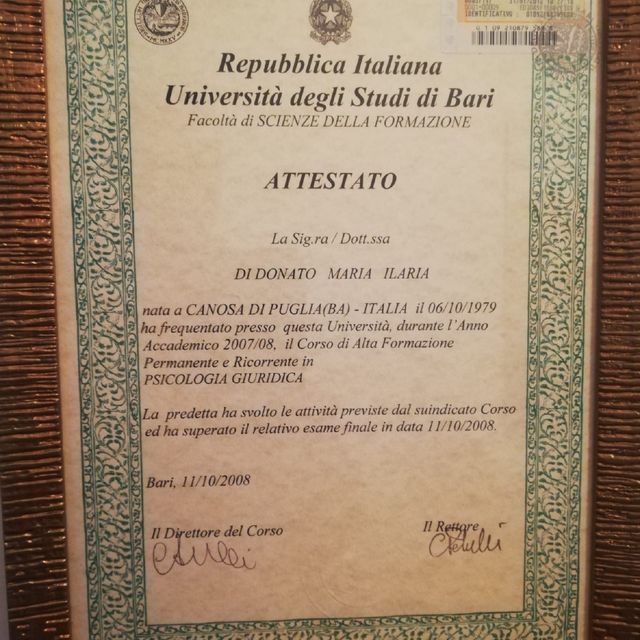 Repubblica Italiana
Università degli Studi di Bari
Facoltà di SCIENZE DELLA FORMAZIONE
ATTESTATO
La Sig.ra / Dott.ssa
DI DONATO MARIA ILARIA
nata a CANOSA DI PUGLIA(BA) - ITALIA il 06/10/1979
ha frequentato presso questa Università, durante l'Anno
Accademico 2007/08, il Corso di Alta Formazione
Permanente e Ricorrente in
PSICOLOGIA GIURIDICA
La predetta ha svolto le attività previste dal suindicato Corso
ed ha superato il relativo esame finale in data 11/10/2008.
Bari, 11/10/2008
Il Direttore del Corso
Il Rettore